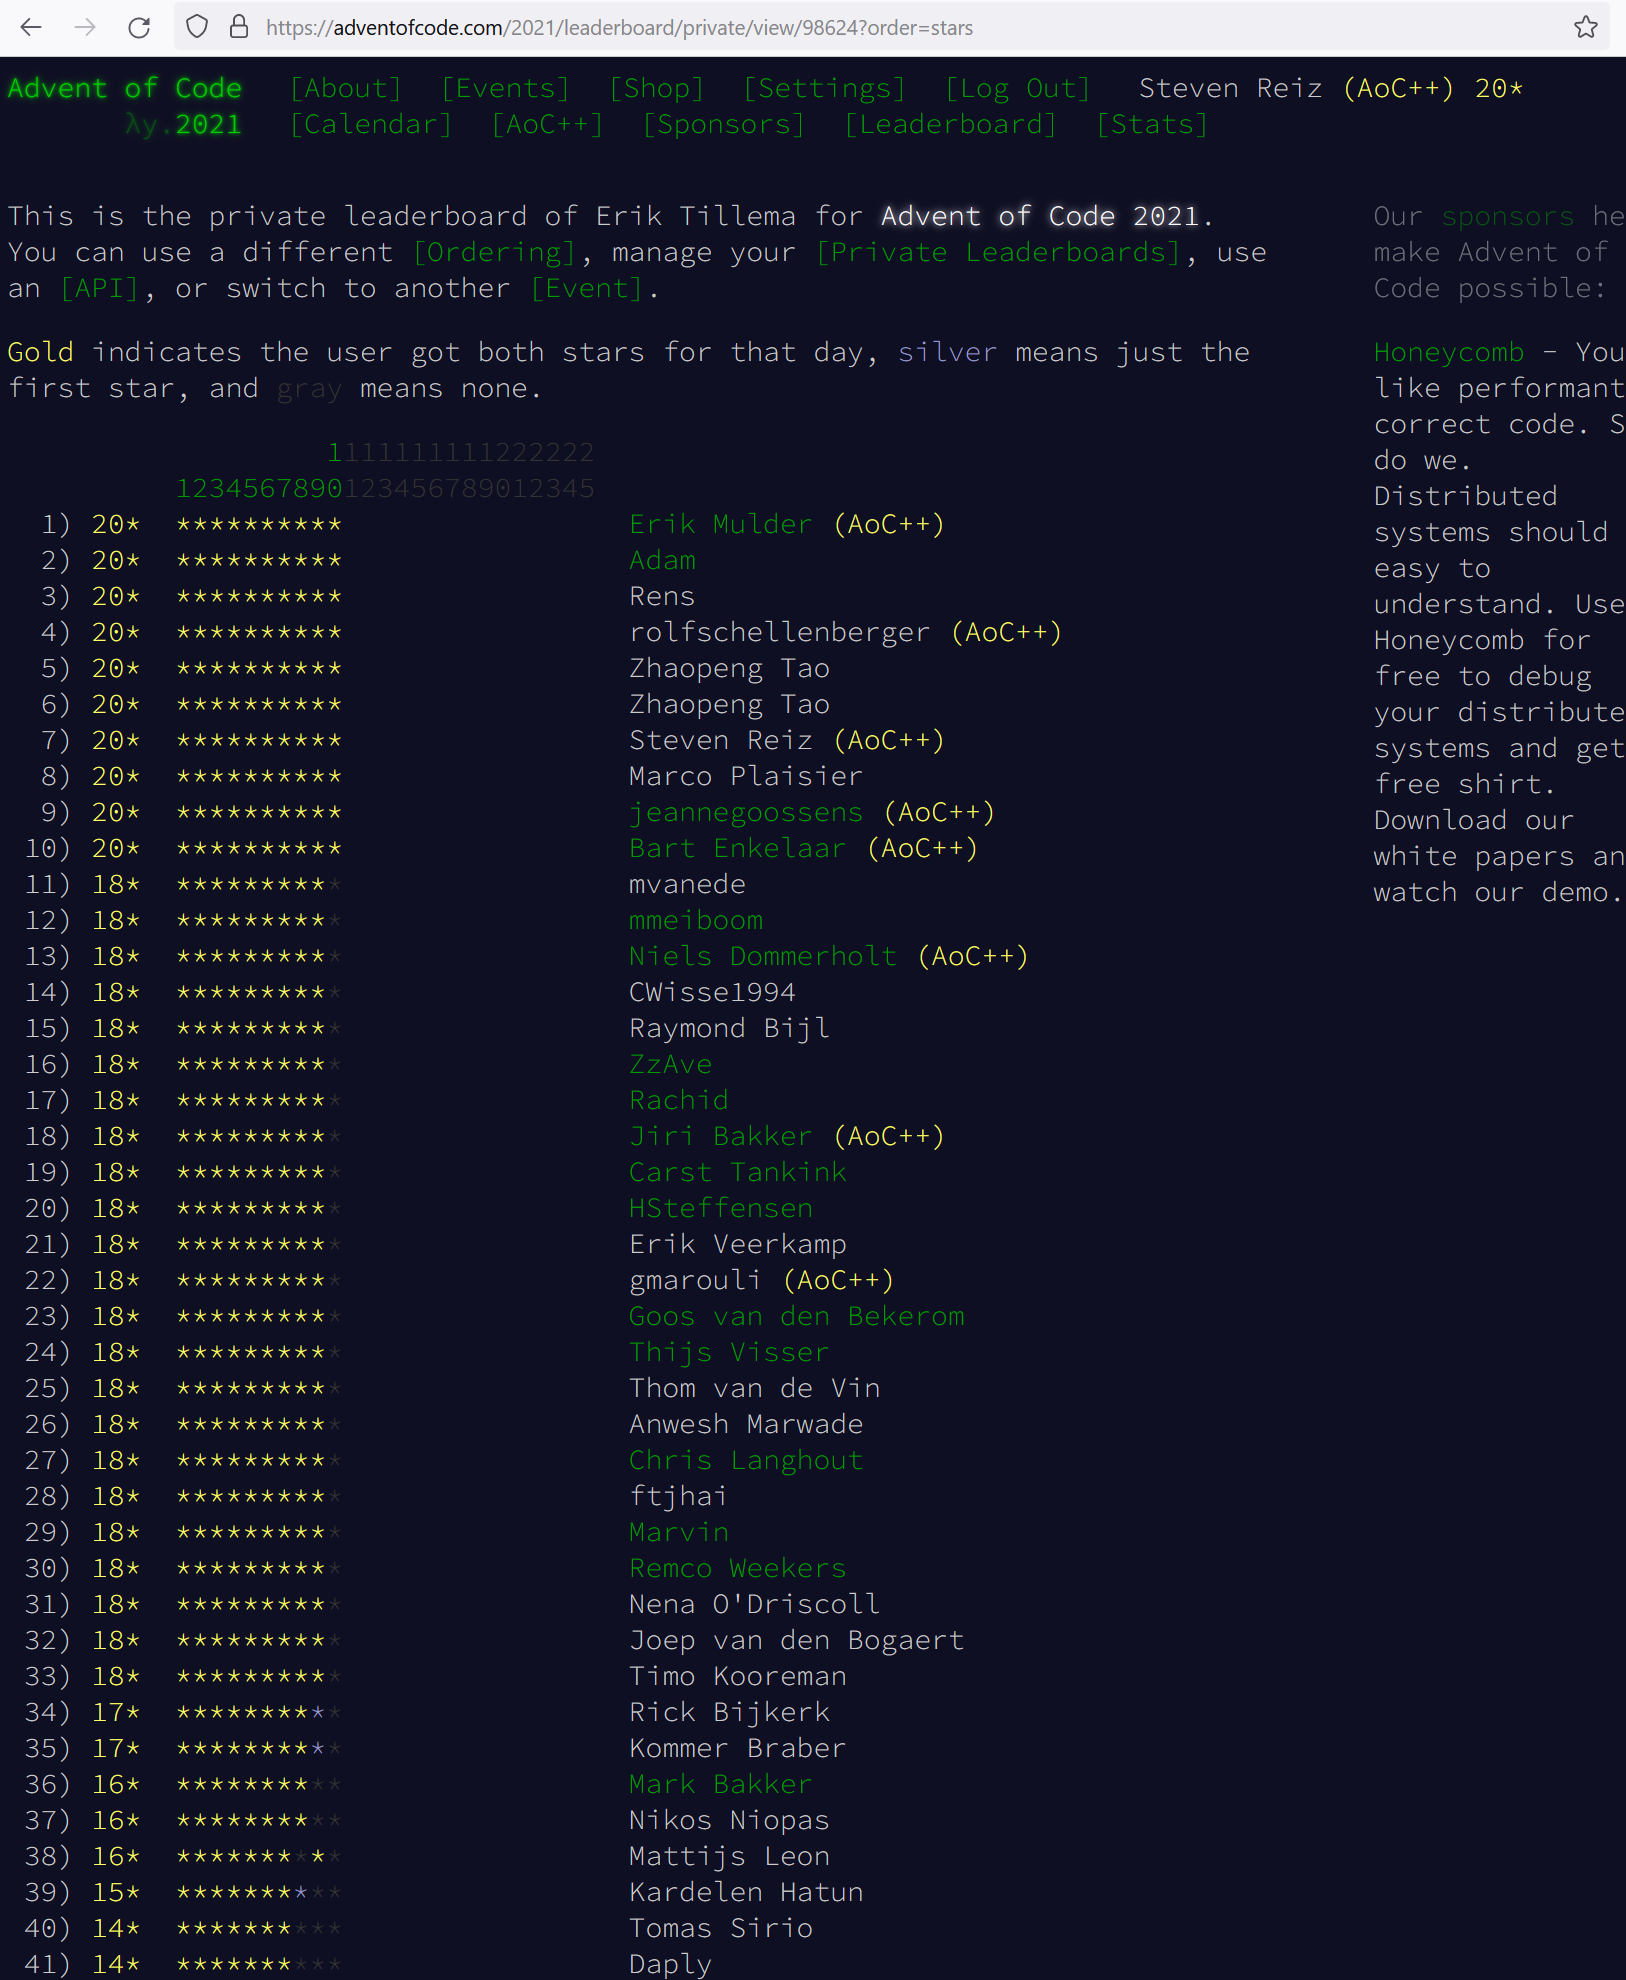 https://adventofcode.com/2021/leaderboard/private/view/98624?order=stars
Advent of Code [About] [Events] [Shop] [Settings] [Log Out] Steven Reiz (AoC++) 20*
λy.2021 [Calendar] [AoC++] [Sponsors] [Leaderboard] [Stats]
This is the private leaderboard of Erik Tillema for Advent of Code 2021.
You can use a different [Ordering], manage your [Private Leaderboards], use
an [API], or switch to another [Event].
Gold indicates the user got both stars for that day, silver means just the
first star, and gray means none.
1111111111222222
1234567890123456789012345
1) 20* ********** Erik Mulder (AoC++)
2) 20* ********** Adam
3) 20* ********** Rens
4) 20* ********** rolfschellenberger (AoC++)
5) 20* ********** Zhaopeng Tao
6) 20* ********** Zhaopeng Tao
7) 20* ********** Steven Reiz (AoC++)
8) 20* ********** Marco Plaisier
9) 20* ********** jeannegoossens (AoC++)
10) 20* ********** Bart Enkelaar (AoC++)
11) 18* ********** mvanede
12) 18* ********** mmeiboom
13) 18* ********** Niels Dommerholt (AoC++)
14) 18* ********** CWisse1994
15) 18* ********** Raymond Bijl
16) 18* ********** ZzAve
17) 18* ********** Rachid
18) 18* ********** Jiri Bakker (AoC++)
19) 18* ********** Carst Tankink
20) 18* ********** HSteffensen
21) 18* ********** Erik Veerkamp
22) 18* ********** gmarouli (AoC++)
23) 18* ********** Goos van den Bekerom
24) 18* ********** Thijs Visser
25) 18* ********** Thom van de Vin
26) 18* ********** Anwesh Marwade
27) 18* ********** Chris Langhout
28) 18* ********** ftjhai
29) 18* ********** Marvin
30) 18* ********** Remco Weekers
31) 18* ********** Nena O'Driscoll
32) 18* ********** Joep van den Bogaert
33) 18* ********** Timo Kooreman
34) 17* ********** Rick Bijkerk
35) 17* ********** Kommer Braber
36) 16* ********** Mark Bakker
37) 16* ********** Nikos Niopas
38) 16* ********** Mattijs Leon
39) 15* ********** Kardelen Hatun
40) 14* ********** Tomas Sirio
41) 14* ********** Daply
Our sponsors he
make Advent of
Code possible:
Honeycomb - You
like performant
correct code. S
do we.
Distributed
systems should
easy to
understand. Use
Honeycomb for
free to debug
your distribute
systems and get
free shirt.
Download our
white papers an
watch our demo.